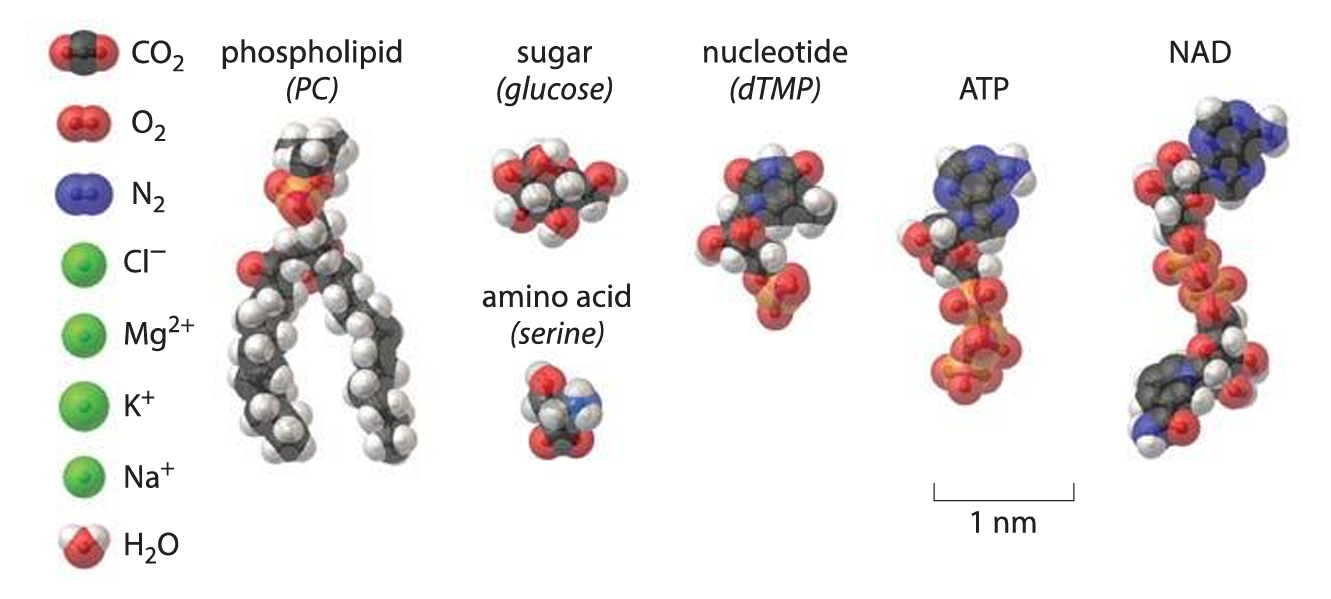 CO₂
O₂
N₂
Cl⁻
Mg²⁺
K⁺
Na⁺
H₂O
phospholipid
(PC)
sugar
(glucose)
amino acid
(serine)
nucleotide
(dTMP)
ATP
NAD
1 nm